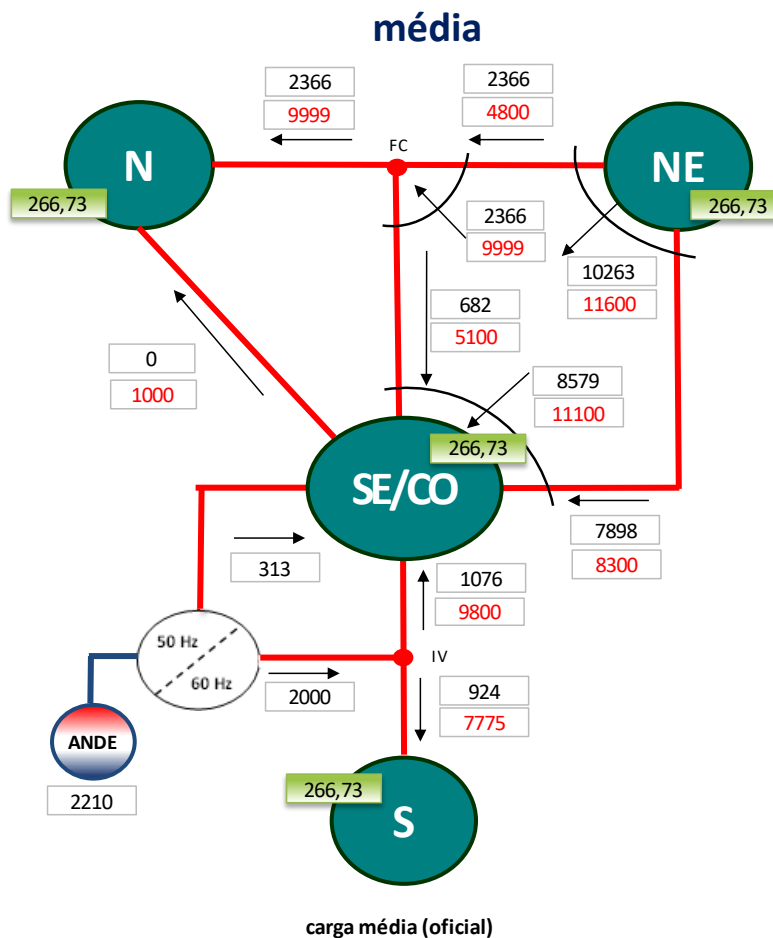 média
2366
9999
2366
4800
FC
N
NE
266,73
266,73
2366
9999
10263
11600
682
5100
0
1000
8579
11100
266,73
SE/CO
7898
8300
313
1076
9800
50 Hz
60 Hz
IV
2000
924
7775
ANDE
2210
266,73
S
carga média (oficial)